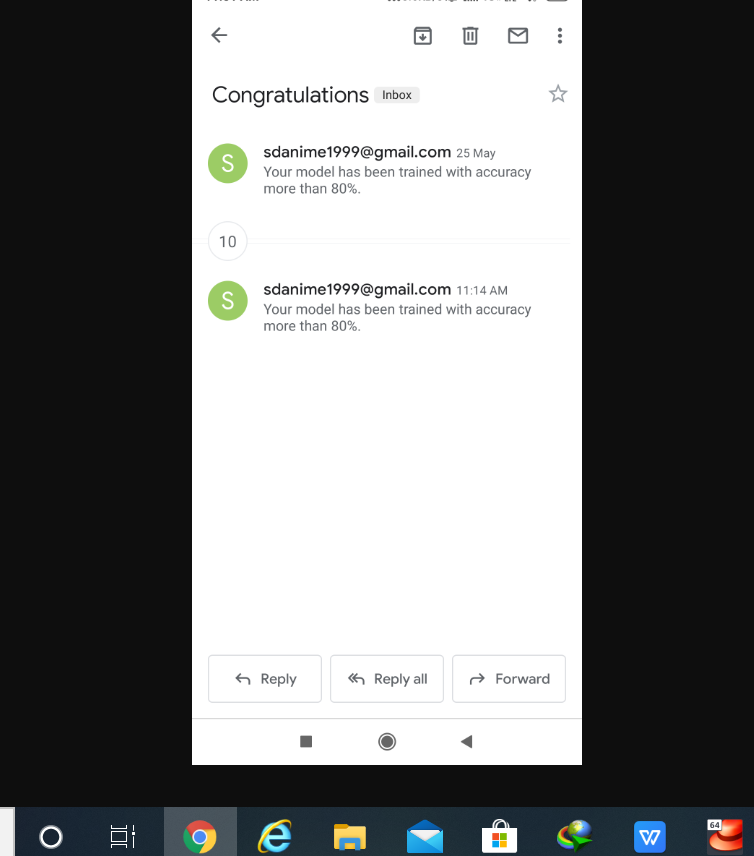 Congratulations Inbox
S
sdanime1999@gmail.com 25 May
Your model has been trained with accuracy
more than 80%.
10
S
sdanime1999@gmail.com 11:14 AM
Your model has been trained with accuracy
more than 80%.
Reply Reply all Forward
W 64